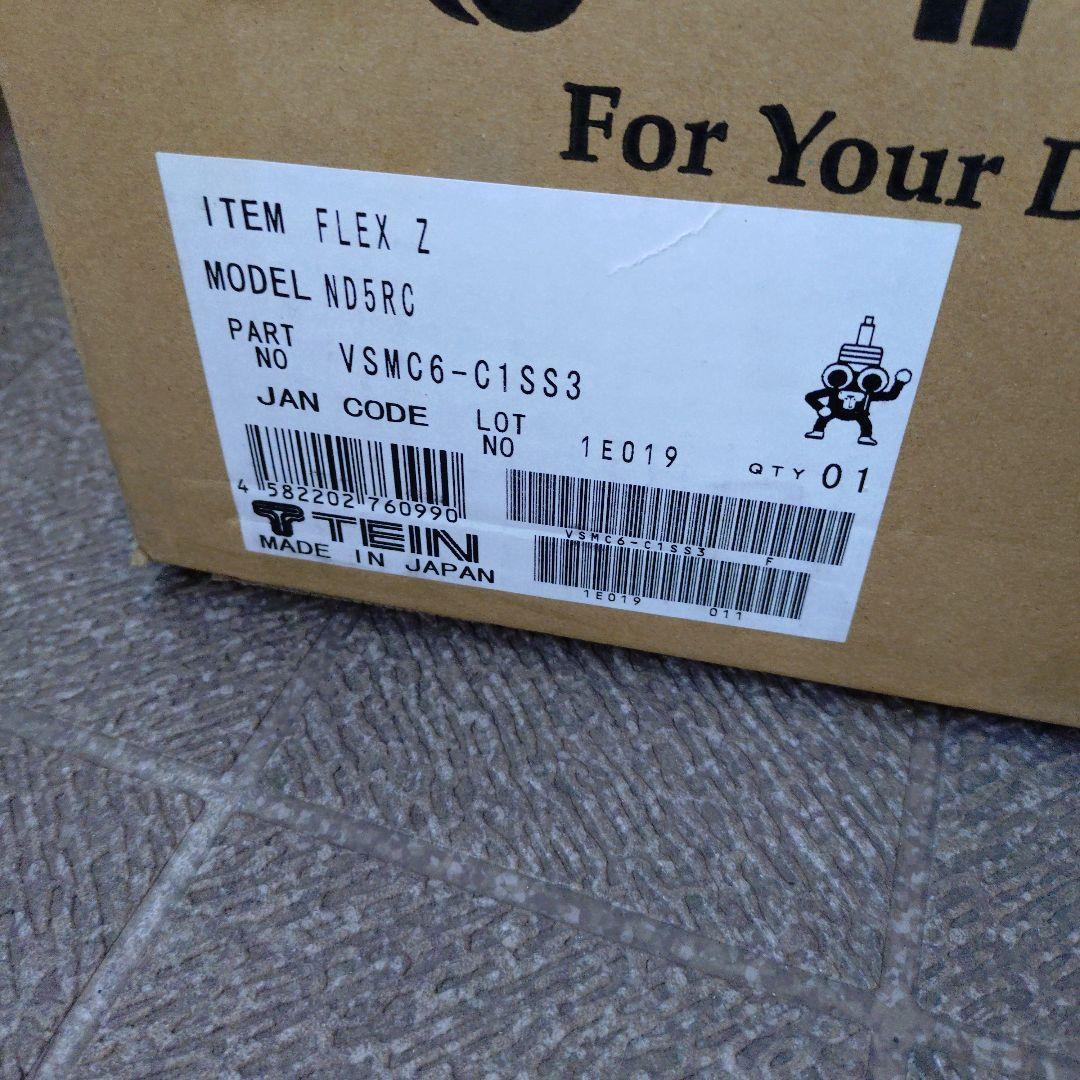 For Your
ITEM FLEX Z
MODEL ND5RC
PART NO VSMC6-C1SS3
JAN CODE LOT NO 1E019 QTY 01
4 582202 760990
VSMC6-C1SS3 F
TEIN
MADE IN JAPAN
1E019 011